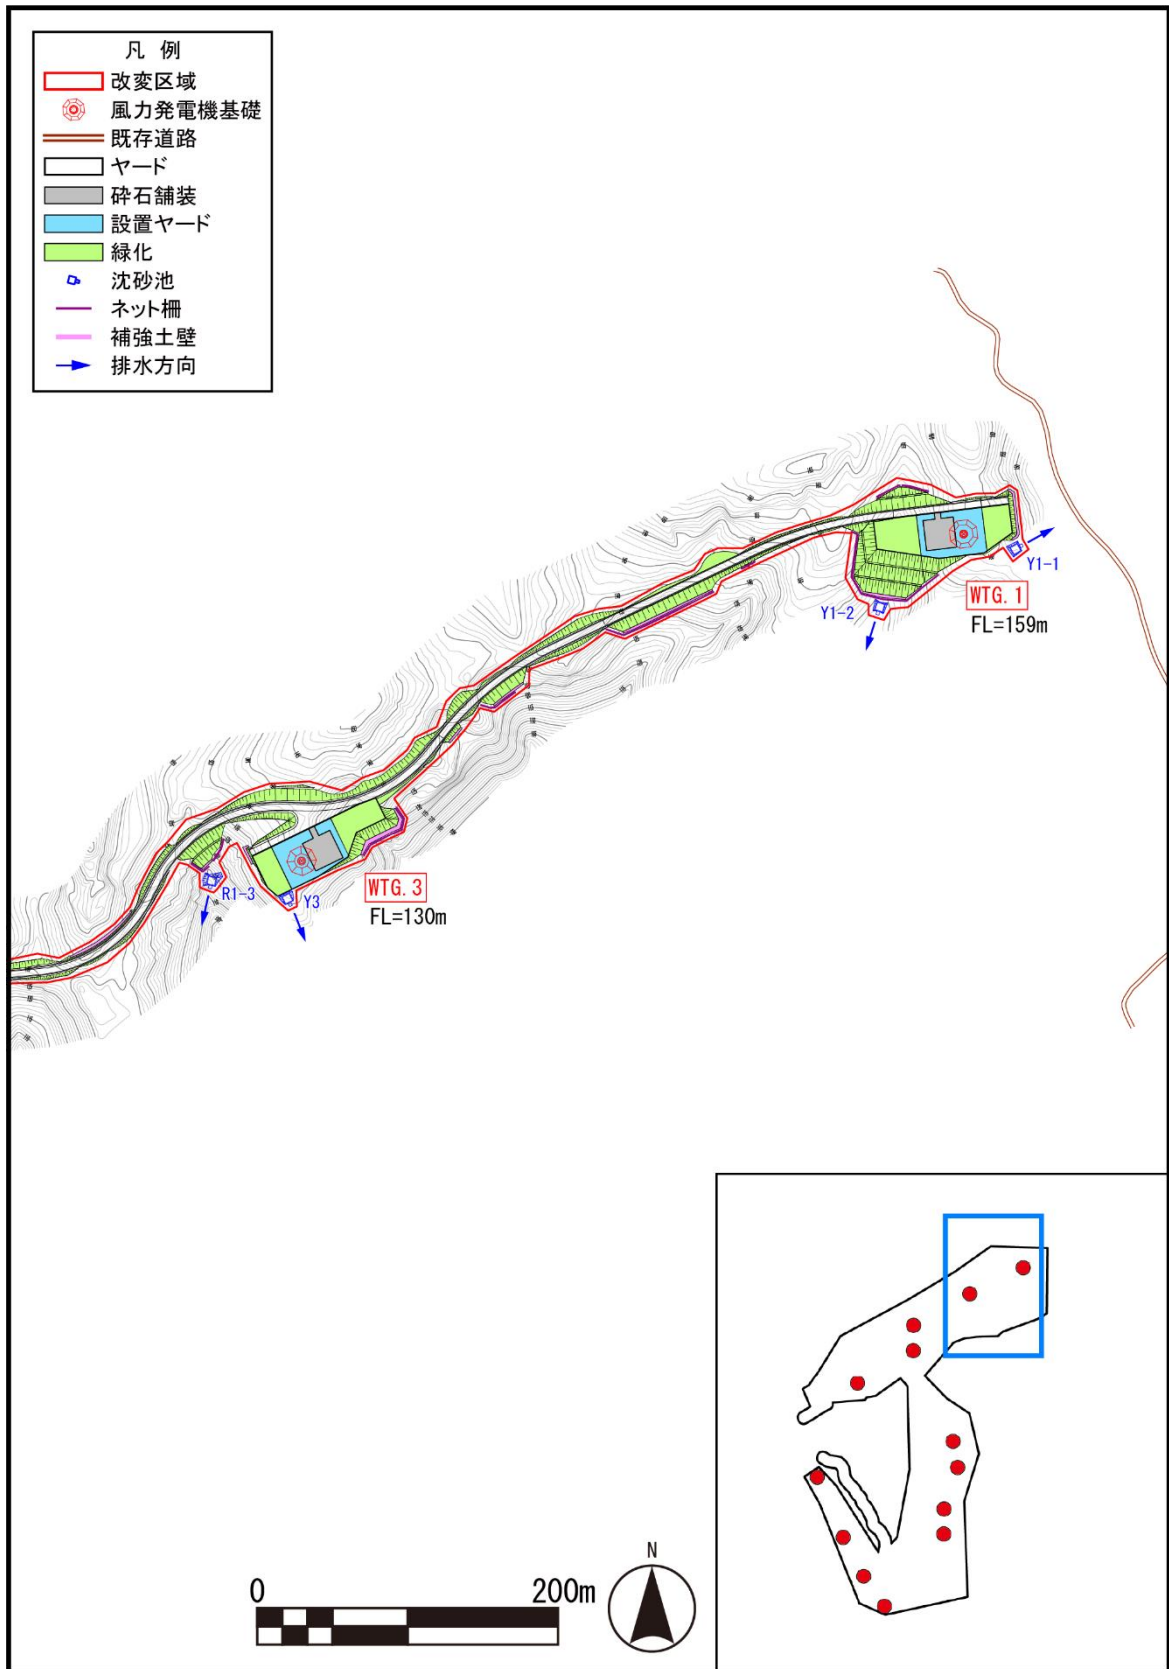 凡 例
改変区域
風力発電機基礎
既存道路
ヤード
砕石舗装
設置ヤード
緑化
沈砂池
ネット柵
補強土壁
排水方向
Y1-1
WTG. 1
Y1-2
FL=159m
WTG. 3
R1-3
Y3
FL=130m
0
200m
N